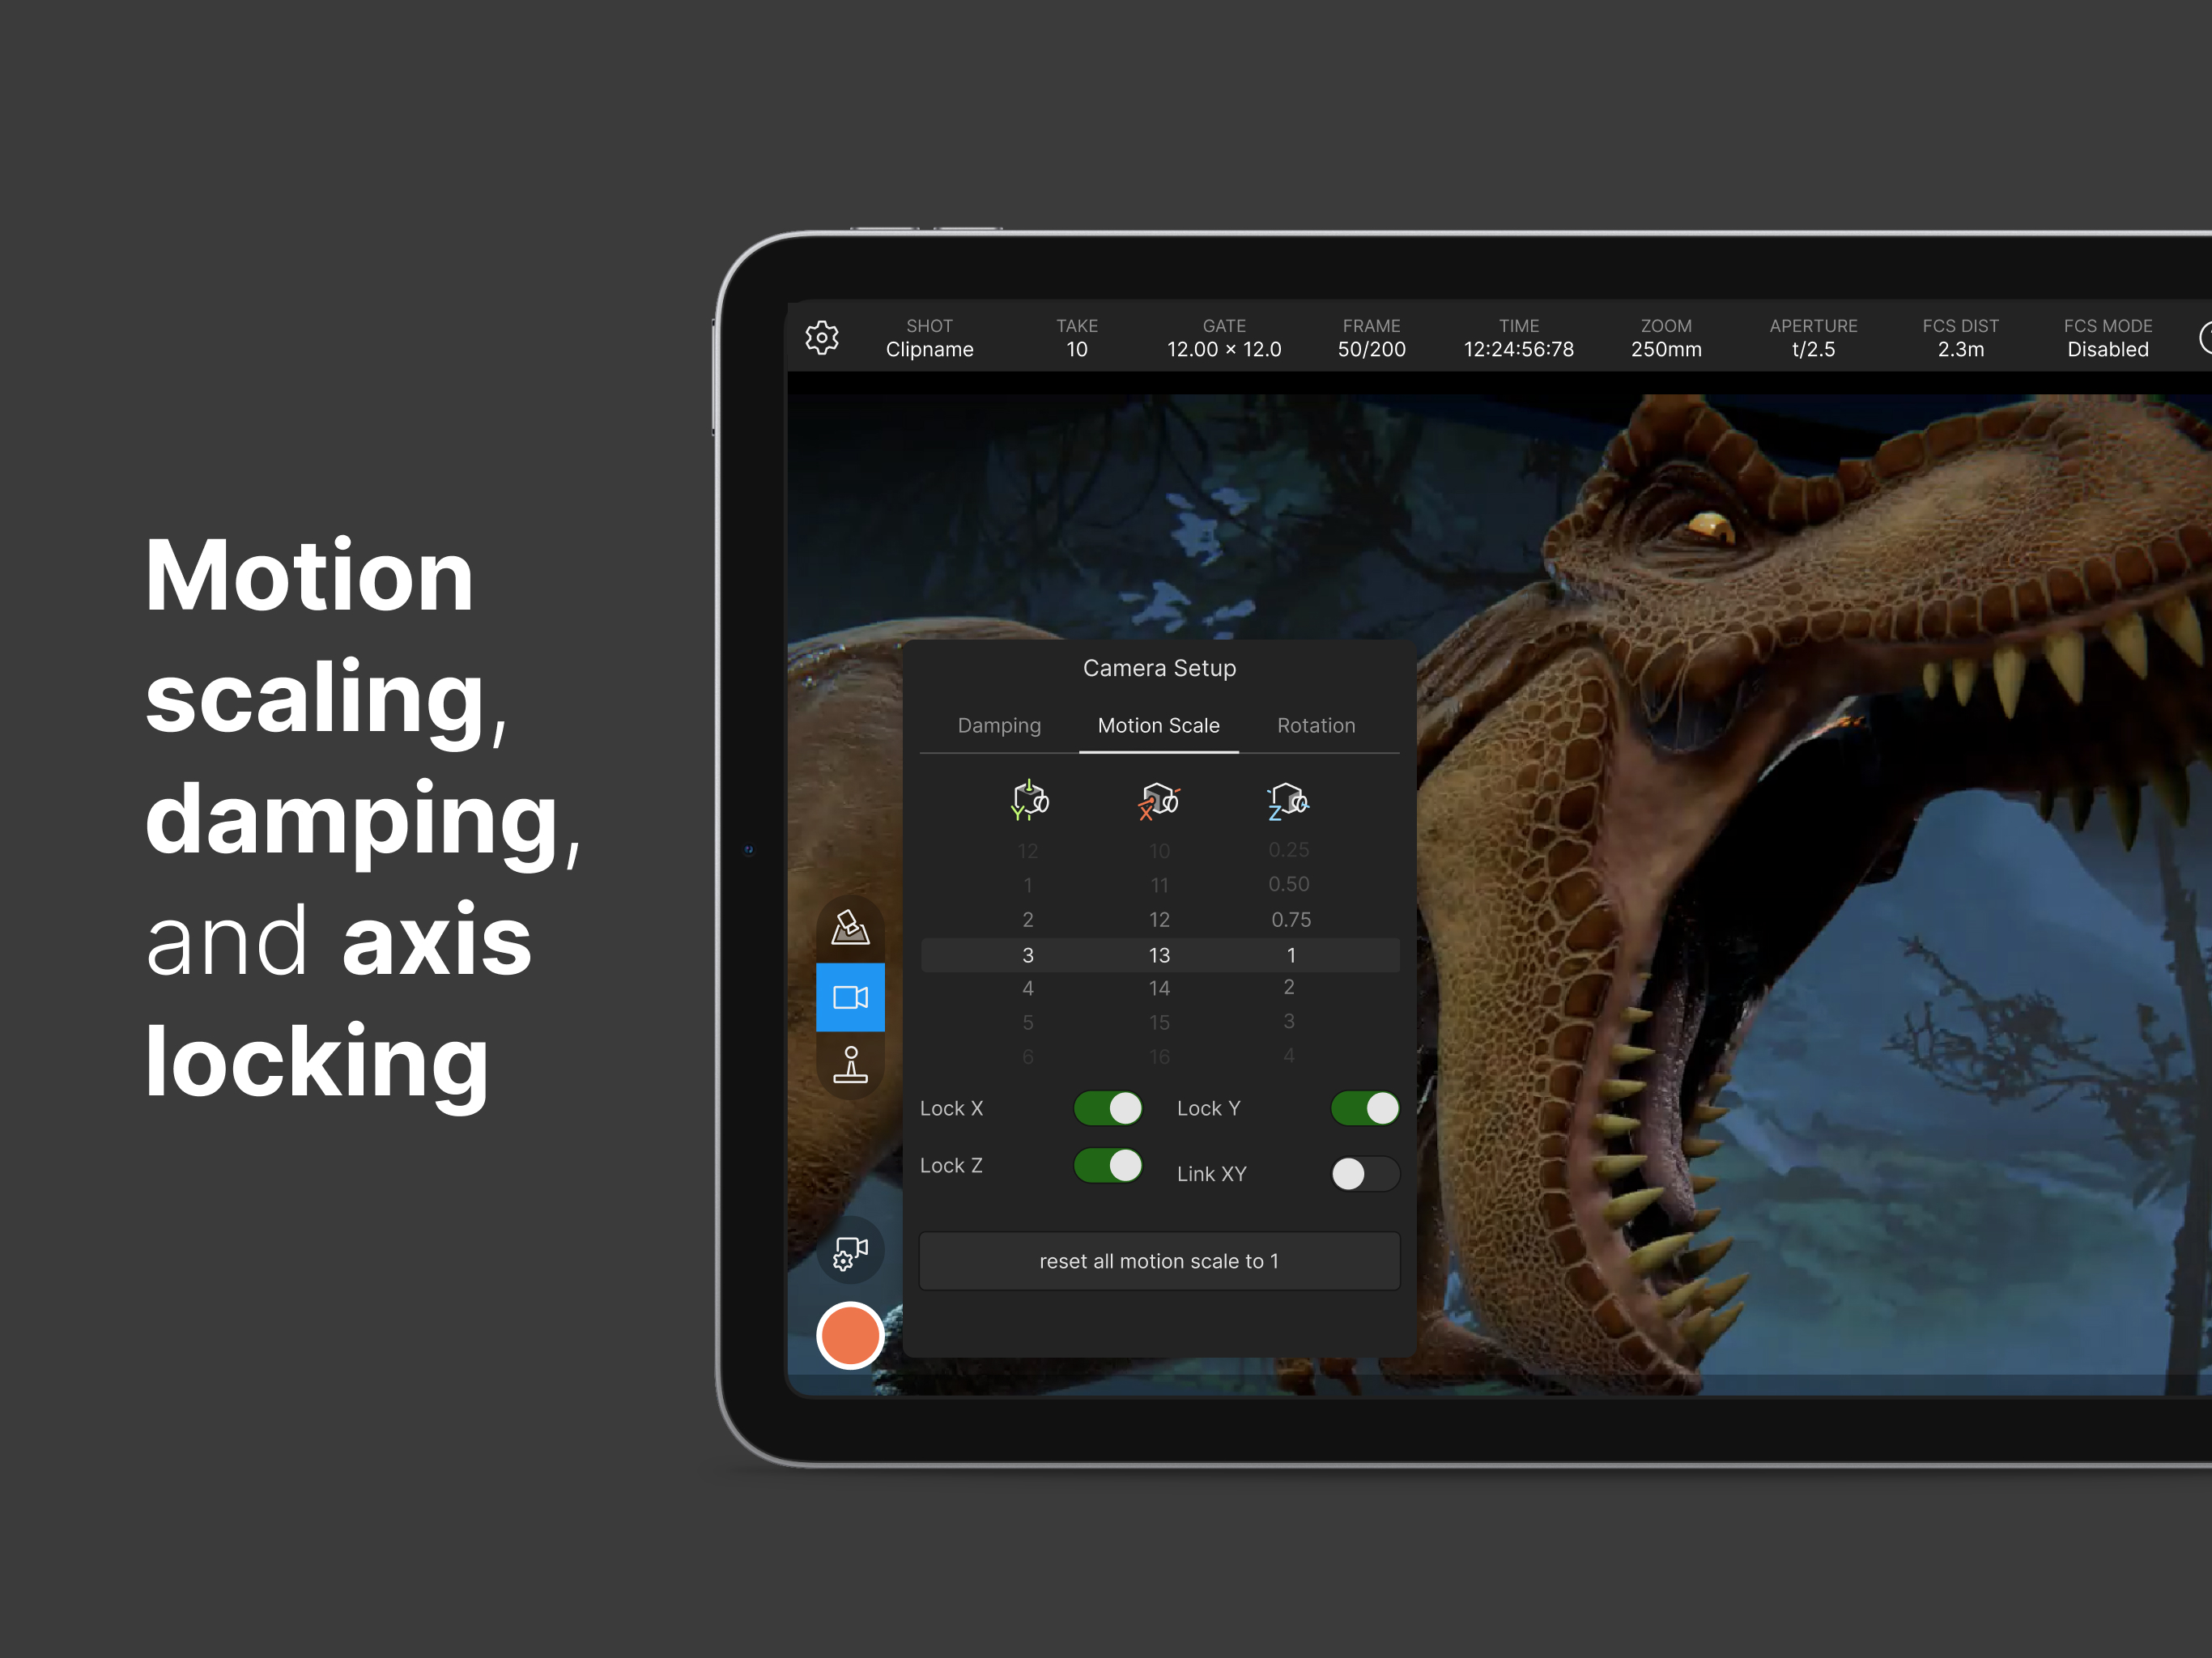 Motion
scaling,
damping,
and axis
locking
SHOT TAKE GATE FRAME TIME ZOOM APERTURE FCS DIST FCS MODE
Clipname 10 12.00 × 12.0 50/200 12:24:56:78 250mm t/2.5 2.3m Disabled
Camera Setup
Damping Motion Scale Rotation
Y X Z
12 10 0.25
1 11 0.50
2 12 0.75
3 13 1
4 14 2
5 15 3
6 16 4
Lock X Lock Y
Lock Z Link XY
reset all motion scale to 1